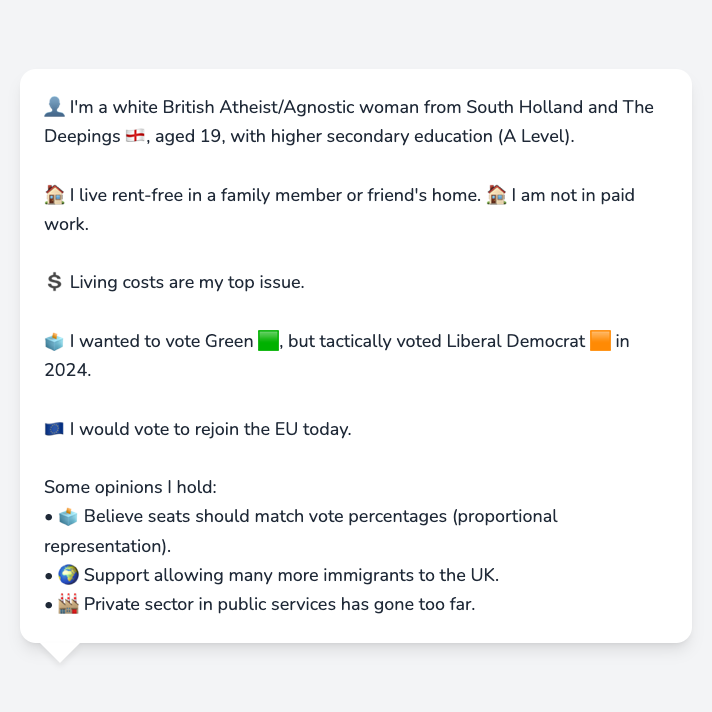 👤 I'm a white British Atheist/Agnostic woman from South Holland and The
Deepings 🏴󠁧󠁢󠁥󠁮󠁧󠁿, aged 19, with higher secondary education (A Level).
🏠 I live rent-free in a family member or friend's home. 🏠 I am not in paid
work.
💲 Living costs are my top issue.
🗳️ I wanted to vote Green 🟩, but tactically voted Liberal Democrat 🟧 in
2024.
🇪🇺 I would vote to rejoin the EU today.
Some opinions I hold:
• 🗳️ Believe seats should match vote percentages (proportional
representation).
• 🌍 Support allowing many more immigrants to the UK.
• 🏭 Private sector in public services has gone too far.